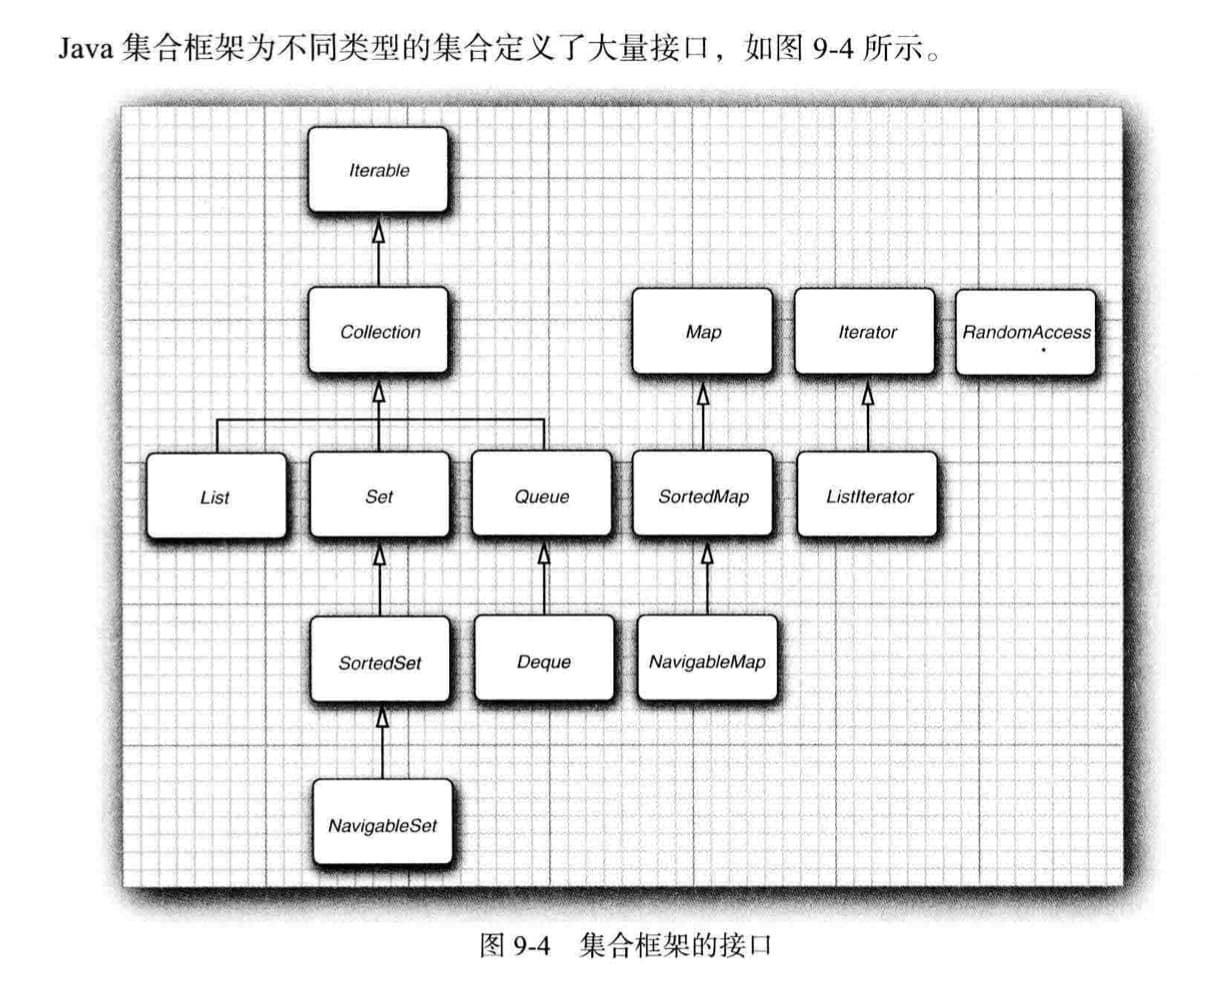 Java 集合框架为不同类型的集合定义了大量接口，如图 9-4 所示。
Iterable
Collection
Map
Iterator
RandomAccess
List
Set
Queue
SortedMap
ListIterator
SortedSet
Deque
NavigableMap
NavigableSet
图 9-4 集合框架的接口